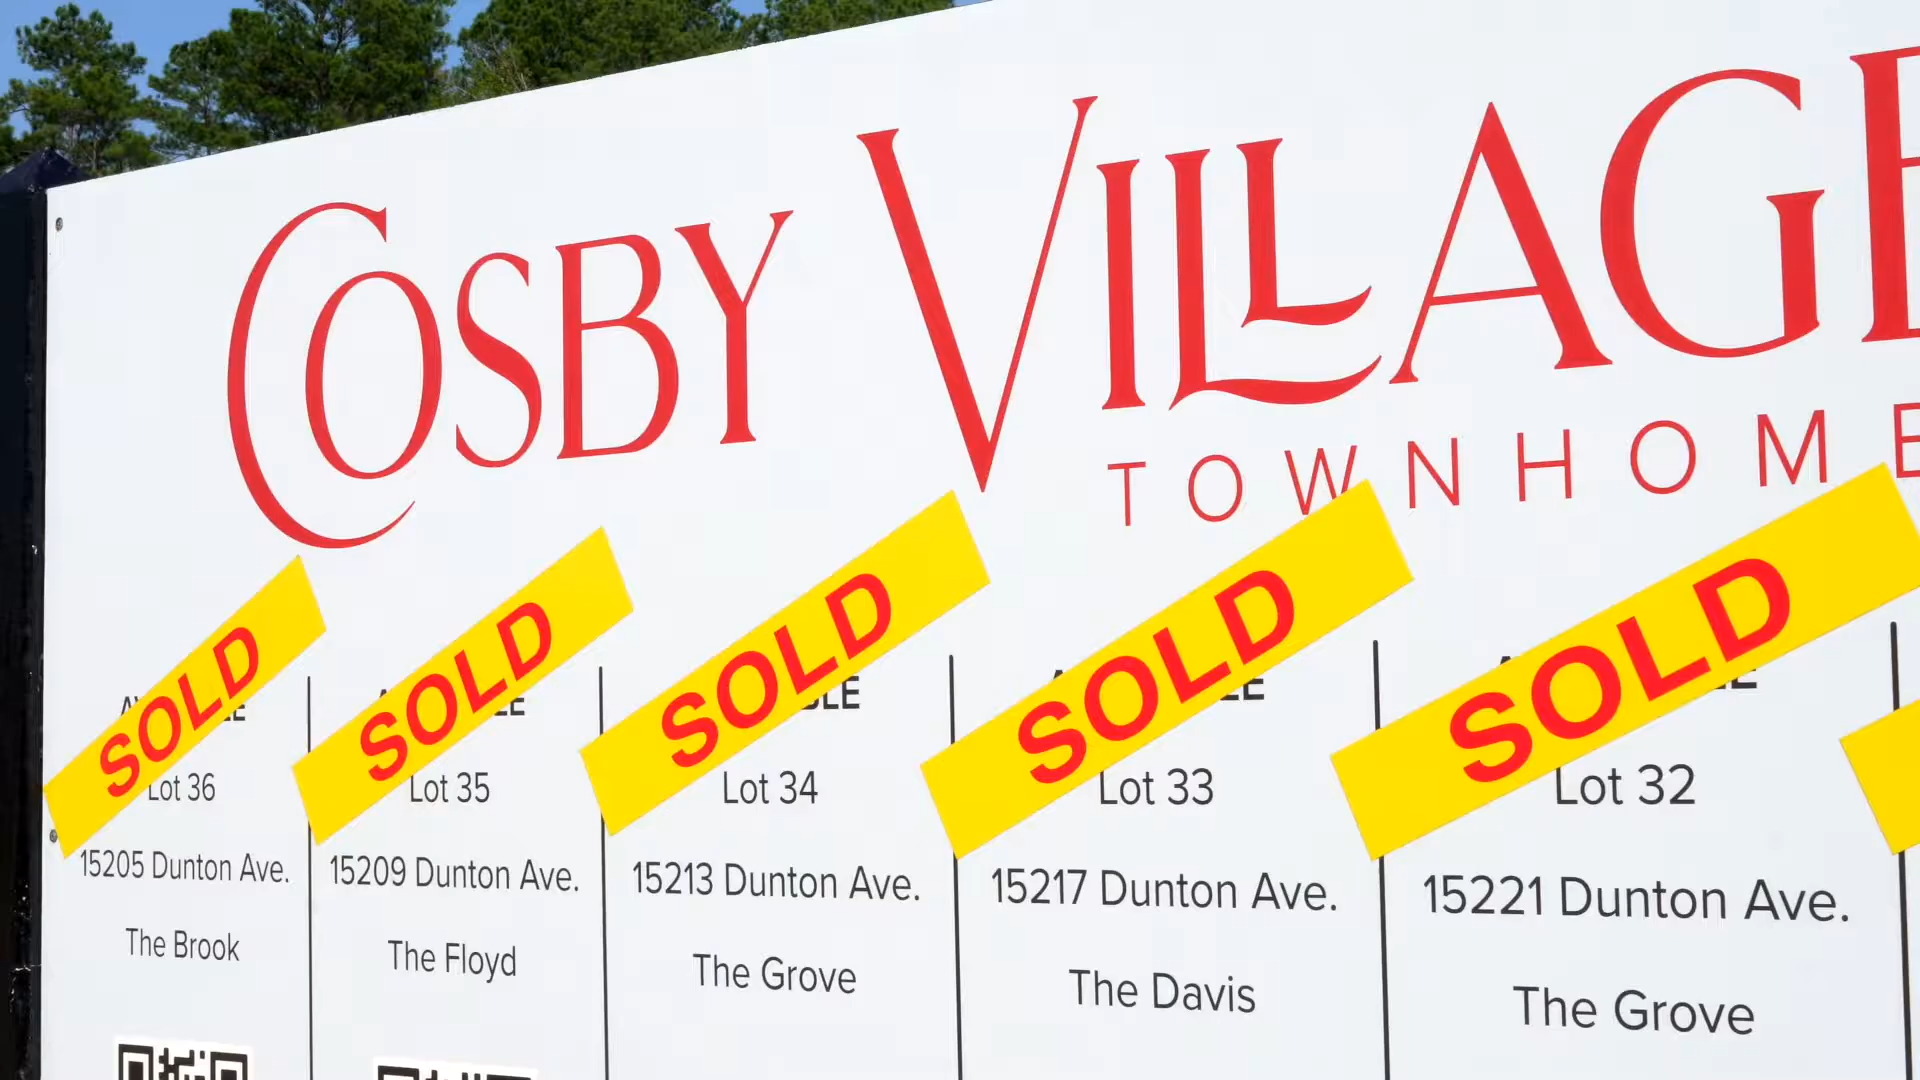 COSBY VILLAGE
TOWNHOME
SOLD SOLD SOLD SOLD SOLD
Lot 36 Lot 35 Lot 34 Lot 33 Lot 32
15205 Dunton Ave. 15209 Dunton Ave. 15213 Dunton Ave. 15217 Dunton Ave. 15221 Dunton Ave.
The Brook The Floyd The Grove The Davis The Grove